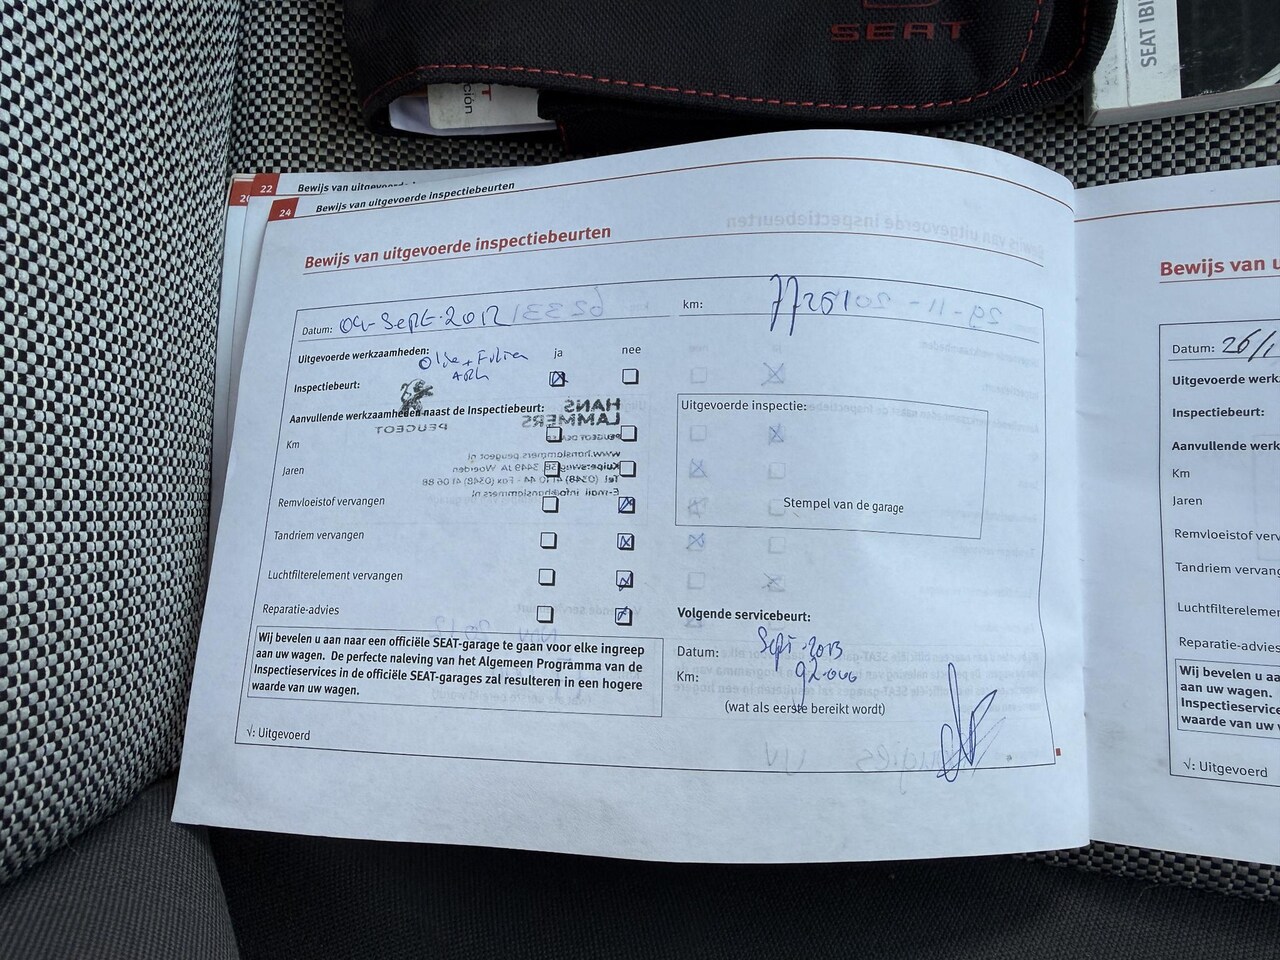 SEAT
SEAT IBI
ción
22 Bewijs van uitgevoerde
24 Bewijs van uitgevoerde inspectiebeurten
Bewijs van uitgevoerde inspectiebeurten
Datum: 04-Sept-2012
km: 77261
Uitgevoerde werkzaamheden:
ja nee
Olie +
Inspectiebeurt:
Aanvullende werkzaamheden naast de Inspectiebeurt:
Km
Jaren
Remvloeistof vervangen
Tandriem vervangen
Luchtfilterelement vervangen
Reparatie-advies
Wij bevelen u aan naar een officiële SEAT-garage te gaan voor elke ingreep
aan uw wagen. De perfecte naleving van het Algemeen Programma van de
Inspectieservices in de officiële SEAT-garages zal resulteren in een hogere
waarde van uw wagen.
√: Uitgevoerd
Uitgevoerde inspectie:
Stempel van de garage
Volgende servicebeurt:
Datum: Sept-2013
Km: 92.000
(wat als eerste bereikt wordt)
HANS
LAMMERS
PEUGEOT
Bewijs van u
Datum: 26/1
Uitgevoerde werkz
Inspectiebeurt:
Aanvullende werkz
Km
Jaren
Remvloeistof verv
Tandriem vervang
Luchtfilterelemen
Reparatie-advies
Wij bevelen u aa
aan uw wagen.
Inspectieservice
waarde van uw
√: Uitgevoerd